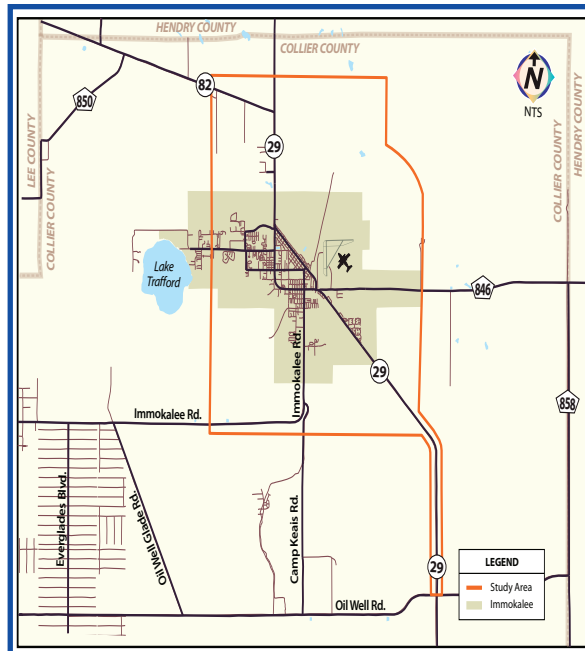 HENDRY COUNTY
COLLIER COUNTY
82
850
29
N
NTS
LEE COUNTY
COLLIER COUNTY
COLLIER COUNTY
HENDRY COUNTY
Lake
Trafford
846
Immokalee Rd.
29
858
Immokalee Rd.
Everglades Blvd.
Oil Well Glade Rd.
Camp Keais Rd.
29
Oil Well Rd.
LEGEND
Study Area
Immokalee